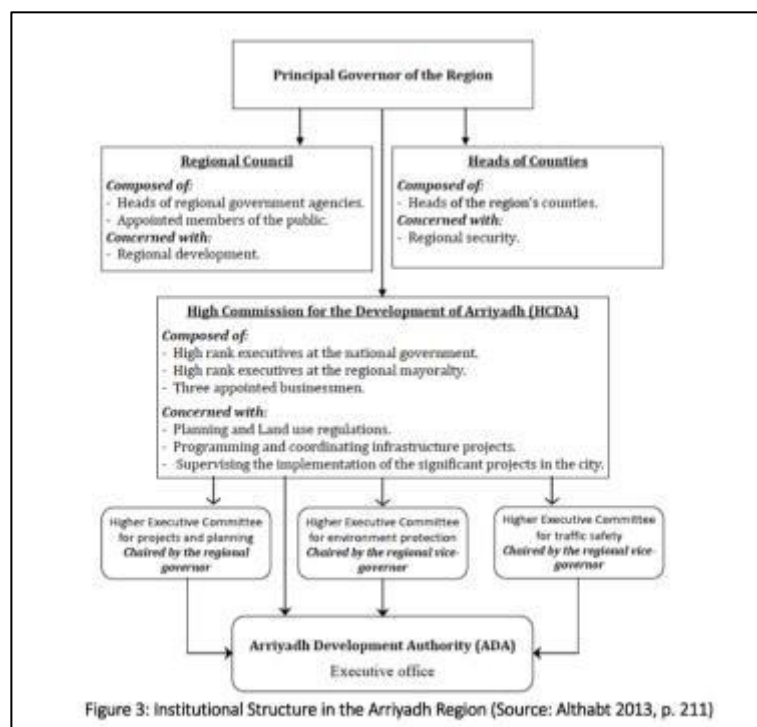 Principal Governor of the Region
Regional Council
Composed of:
- Heads of regional government agencies.
- Appointed members of the public.
Concerned with:
- Regional development.
Heads of Counties
Composed of:
- Heads of the region's counties.
Concerned with:
- Regional security.
High Commission for the Development of Arriyadh (HCDA)
Composed of:
- High rank executives at the national government.
- High rank executives at the regional mayoralty.
- Three appointed businessmen.
Concerned with:
- Planning and Land use regulations.
- Programming and coordinating infrastructure projects.
- Supervising the implementation of the significant projects in the city.
Higher Executive Committee
for projects and planning
Chaired by the regional
governor
Higher Executive Committee
for environment protection
Chaired by the regional vice-
governor
Higher Executive Committee
for traffic safety
Chaired by the regional vice-
governor
Arriyadh Development Authority (ADA)
Executive office
Figure 3: Institutional Structure in the Arriyadh Region (Source: Althabt 2013, p. 211)